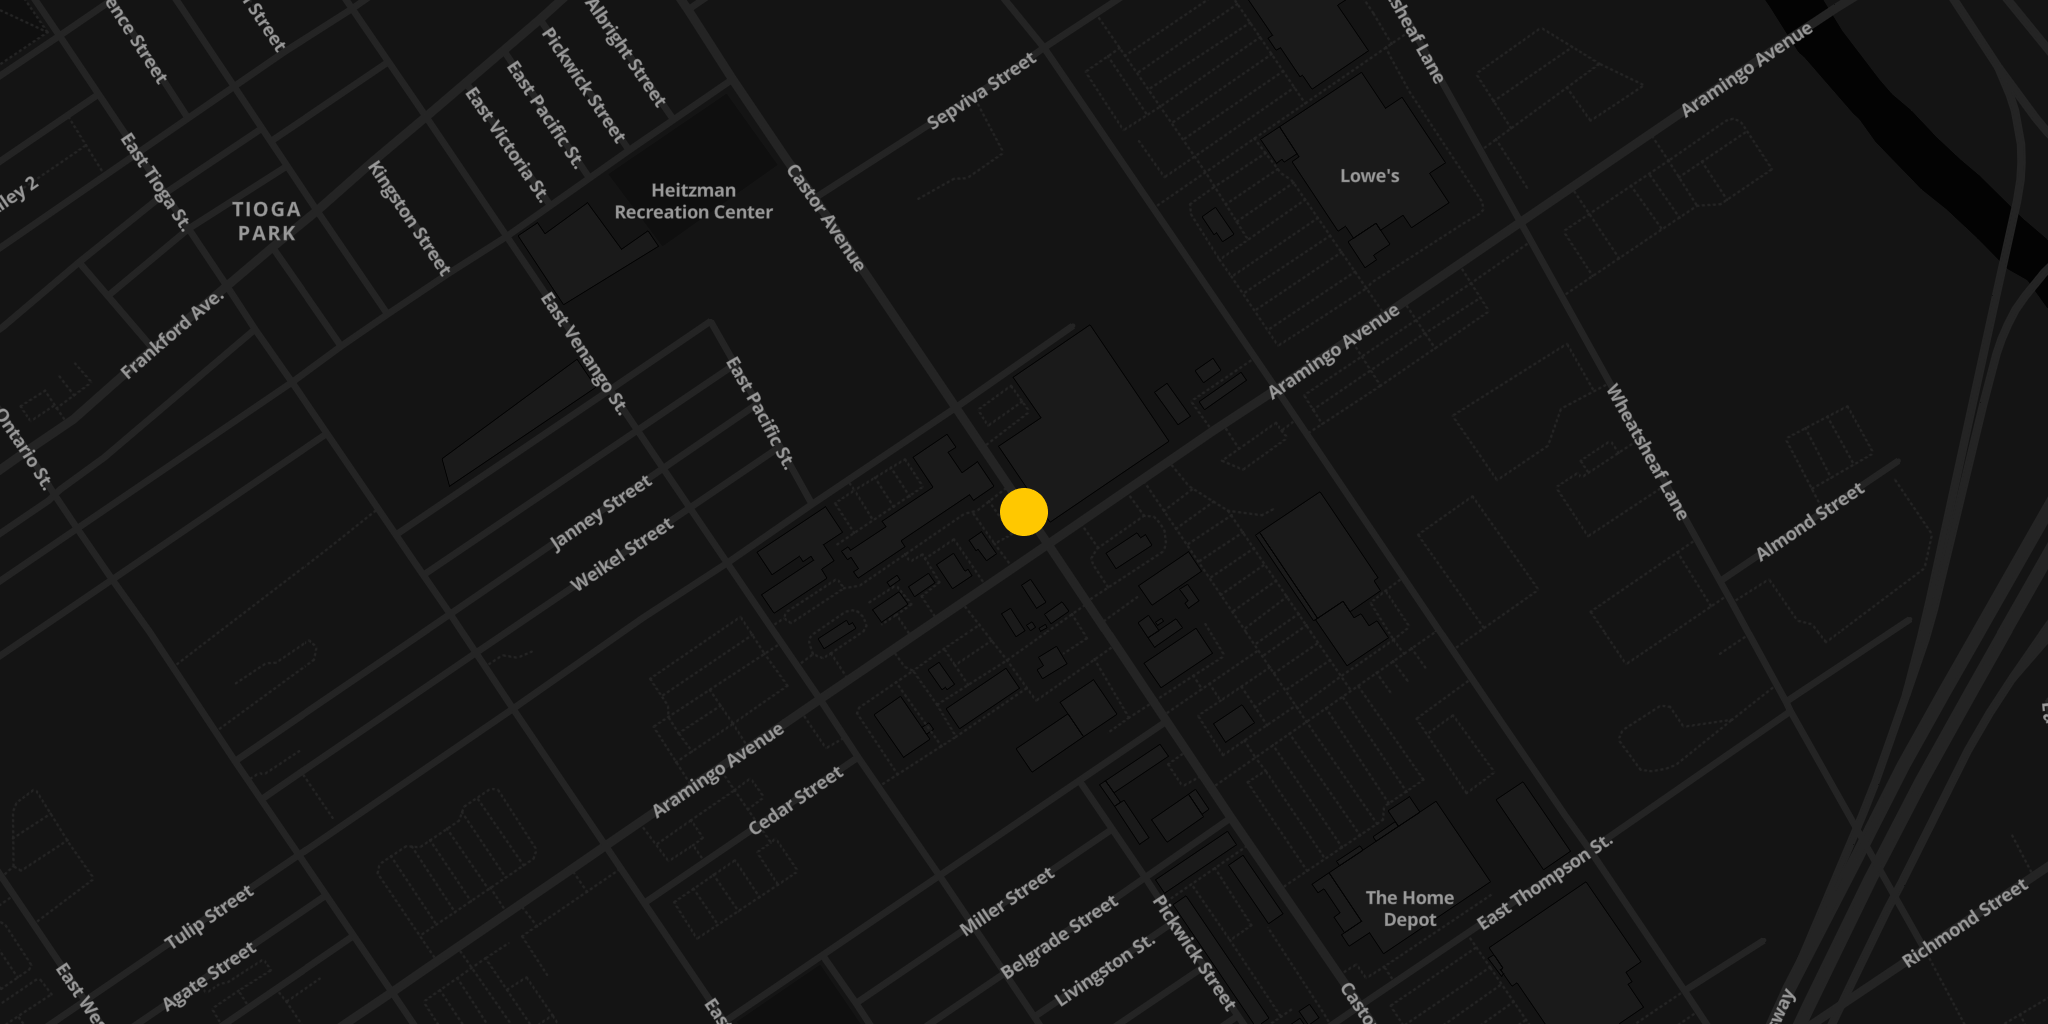 Albright Street
Pickwick Street
East Pacific St.
East Victoria St.
Sepviva Street
Aramingo Avenue
East Tioga St.
Kingston Street
TIOGA
PARK
Heitzman
Recreation Center
Castor Avenue
Lowe's
Frankford Ave.
East Venango St.
East Pacific St.
Aramingo Avenue
Wheatsheaf Lane
Ontario St.
Janney Street
Weikel Street
Almond Street
Aramingo Avenue
Cedar Street
Tulip Street
Agate Street
Miller Street
Belgrade Street
Livingston St.
Pickwick Street
The Home
Depot
East Thompson St.
Richmond Street